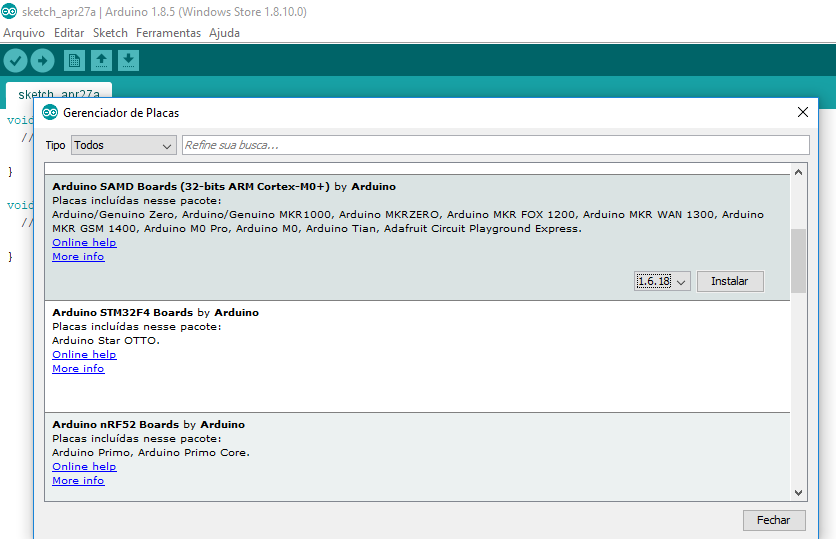 sketch_apr27a | Arduino 1.8.5 (Windows Store 1.8.10.0)
Arquivo Editar Sketch Ferramentas Ajuda
sketch_apr27a
void
//
}
void
//
}
Gerenciador de Placas
Tipo Todos Refine sua busca...
Arduino SAMD Boards (32-bits ARM Cortex-M0+) by Arduino
Placas incluídas nesse pacote:
Arduino/Genuino Zero, Arduino/Genuino MKR1000, Arduino MKRZERO, Arduino MKR FOX 1200, Arduino MKR WAN 1300, Arduino
MKR GSM 1400, Arduino M0 Pro, Arduino M0, Arduino Tian, Adafruit Circuit Playground Express.
Online help
More info
1.6.18 Instalar
Arduino STM32F4 Boards by Arduino
Placas incluídas nesse pacote:
Arduino Star OTTO.
Online help
More info
Arduino nRF52 Boards by Arduino
Placas incluídas nesse pacote:
Arduino Primo, Arduino Primo Core.
Online help
More info
Fechar